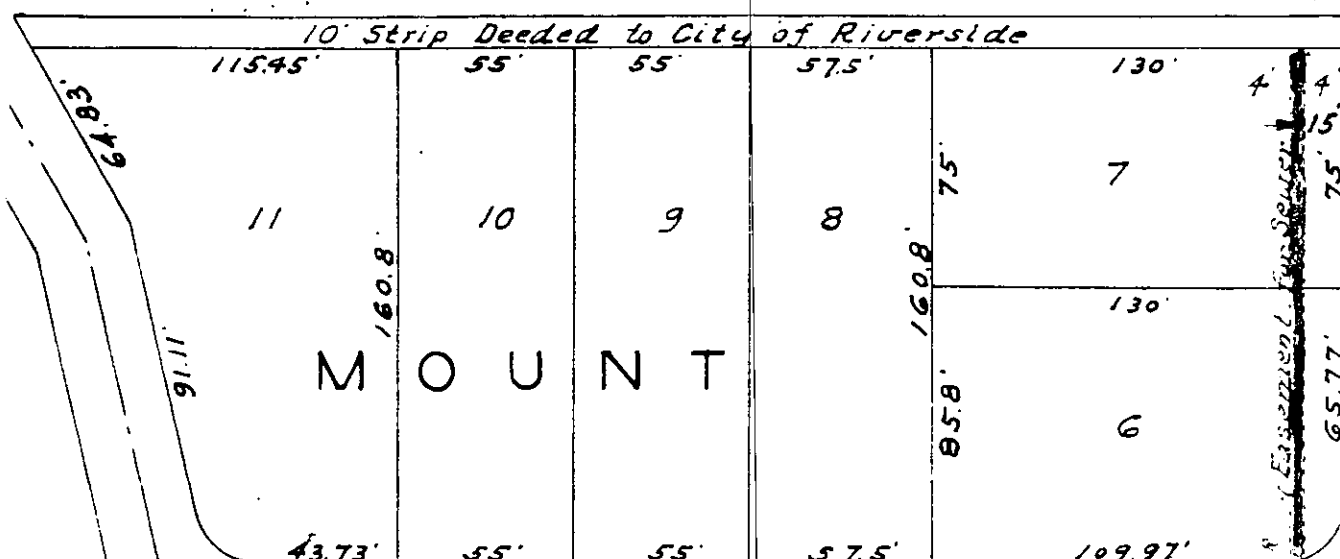 10' Strip Deeded to City of Riverside
115.45' 55' 55' 57.5' 130' 4' 4'
64.83'
15'
75' 7 75'
11 10 9 8
160.8' 160.8'
130'
91.11'
MOUNT
85.8' 6 65.77'
(Easement For Sewer
43.73' 55' 55' 57.5' 109.97'